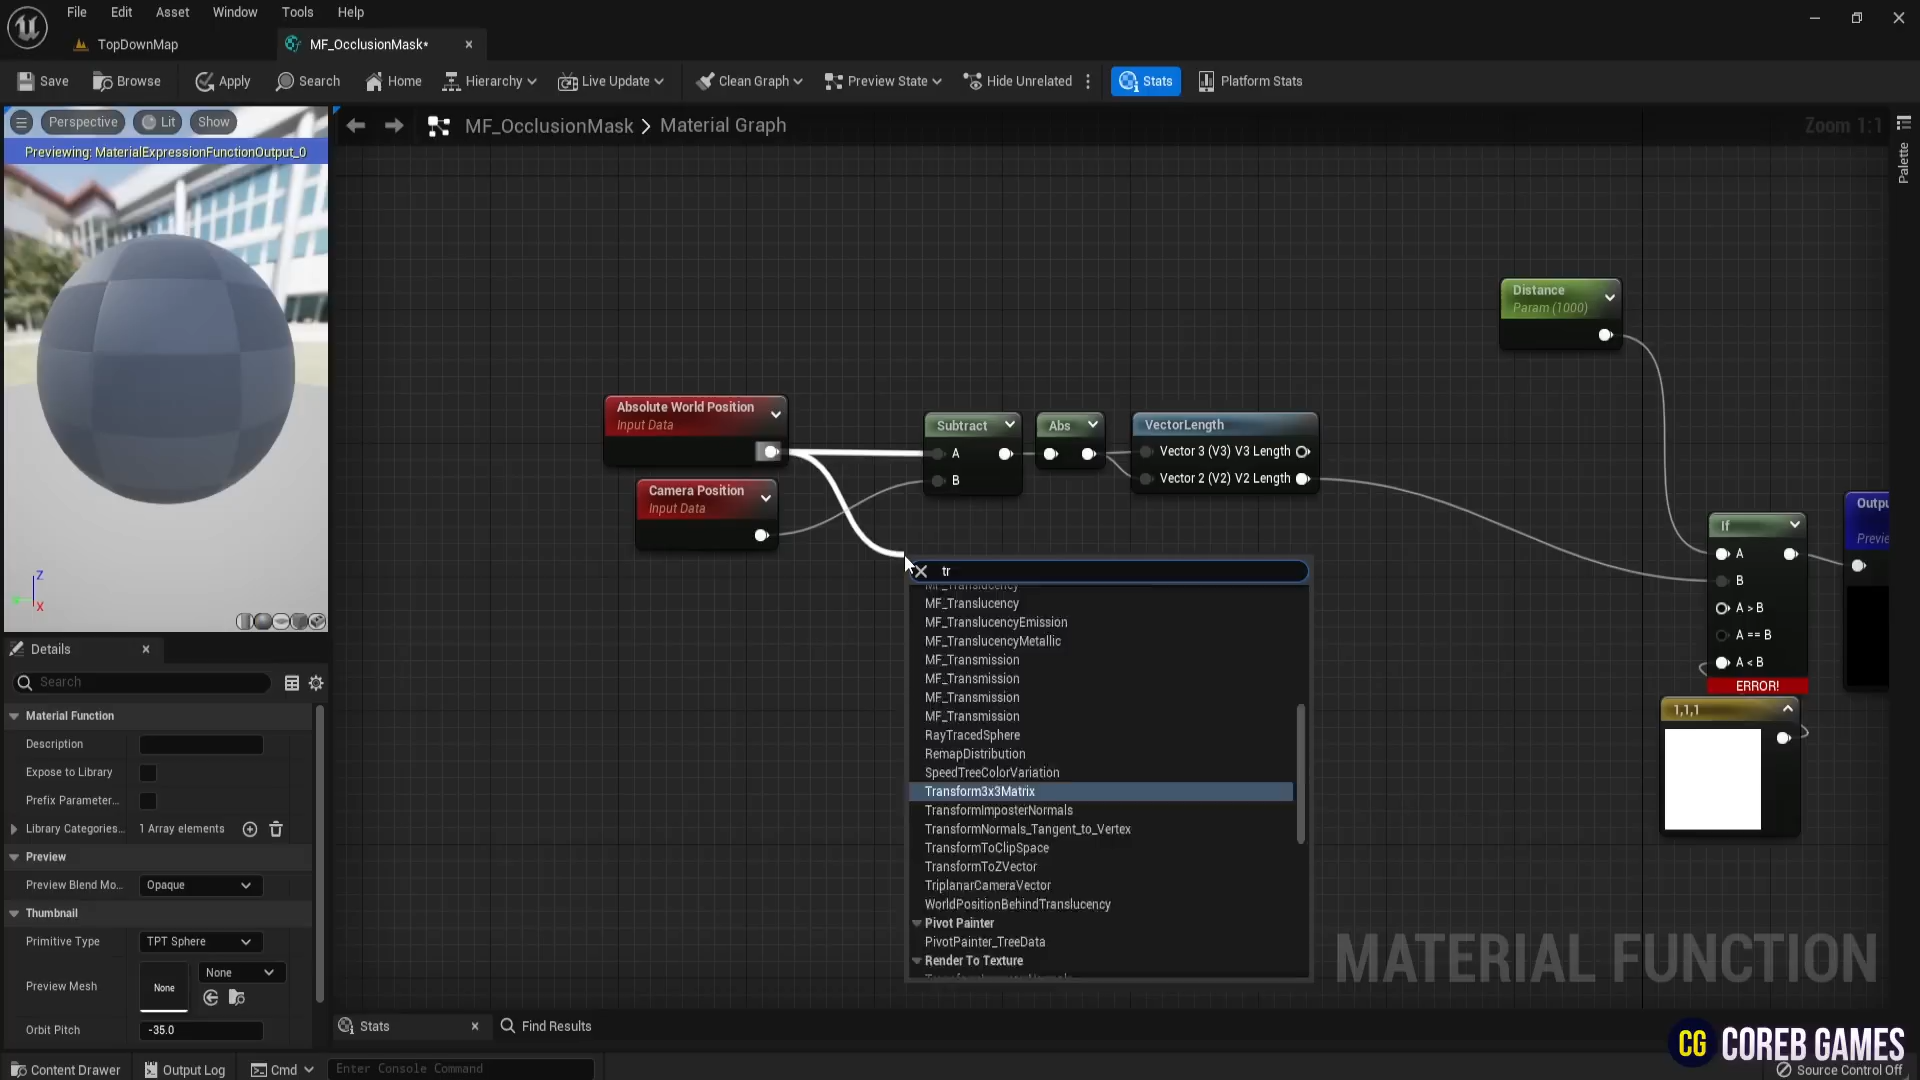 File Edit Asset Window Tools Help
TopDownMap MF_OcclusionMask*
Save Browse Apply Search Home Hierarchy Live Update Clean Graph Preview State Hide Unrelated Stats Platform Stats
Perspective Lit Show
MF_OcclusionMask > Material Graph
Zoom 1:1
Palette
Previewing: MaterialExpressionFunctionOutput_0
Distance
Param (1000)
Absolute World Position
Input Data
Camera Position
Input Data
Subtract
A
B
Abs
VectorLength
Vector 3 (V3) V3 Length
Vector 2 (V2) V2 Length
If
A
B
A > B
A == B
A < B
ERROR!
1,1,1
Outpu
Previe
Z
X
tr
MF_Translucency
MF_Translucency
MF_TranslucencyEmission
MF_TranslucencyMetallic
MF_Transmission
MF_Transmission
MF_Transmission
MF_Transmission
RayTracedSphere
RemapDistribution
SpeedTreeColorVariation
Transform3x3Matrix
TransformImposterNormals
TransformNormals_Tangent_to_Vertex
TransformToClipSpace
TransformToZVector
TriplanarCameraVector
WorldPositionBehindTranslucency
Pivot Painter
PivotPainter_TreeData
Render To Texture
Details
Search
Material Function
Description
Expose to Library
Prefix Parameter...
Library Categories... 1 Array elements
Preview
Preview Blend Mo... Opaque
Thumbnail
Primitive Type TPT Sphere
Preview Mesh None None
Orbit Pitch -35.0
MATERIAL FUNCTION
Stats Find Results
Content Drawer Output Log Cmd Enter Console Command
CG COREB GAMES
Source Control Off